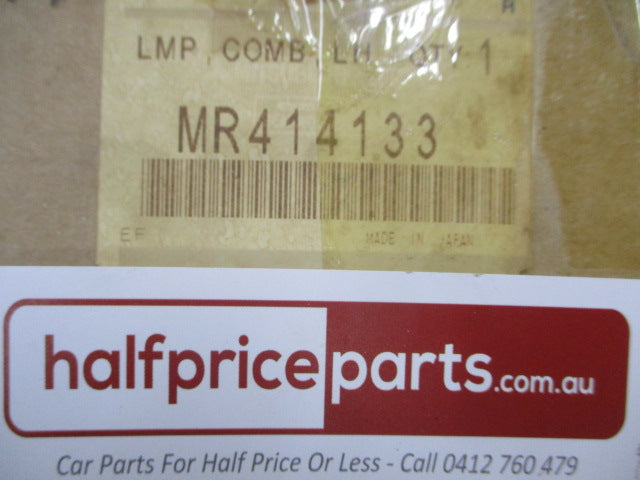 A
LMP, COMB, LH QTY 1
MR414133
EF MADE IN JAPAN
halfpriceparts.com.au
Car Parts For Half Price Or Less - Call 0412 760 479